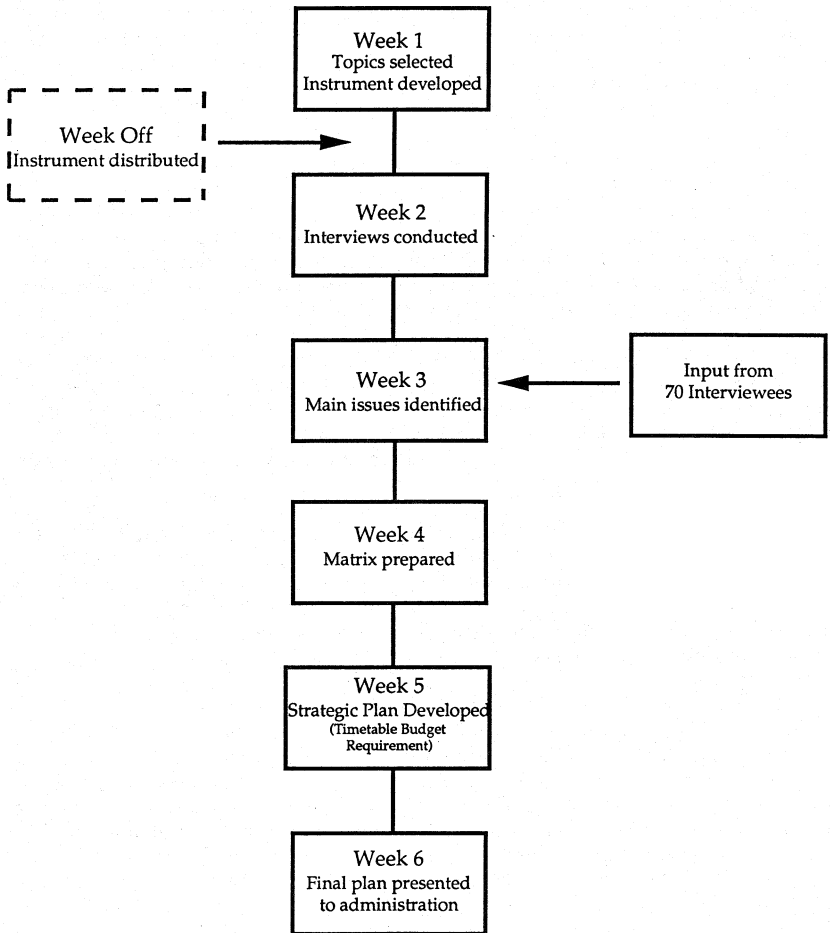 Week 1
Topics selected
Instrument developed
Week Off
Instrument distributed
Week 2
Interviews conducted
Week 3
Main issues identified
Input from
70 Interviewees
Week 4
Matrix prepared
Week 5
Strategic Plan Developed
(Timetable Budget
Requirement)
Week 6
Final plan presented
to administration